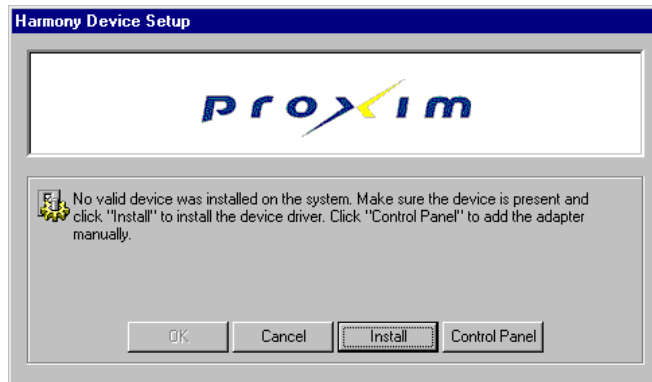 Harmony Device Setup
proxim
No valid device was installed on the system. Make sure the device is present and
click "Install" to install the device driver. Click "Control Panel" to add the adapter
manually.
OK Cancel Install Control Panel